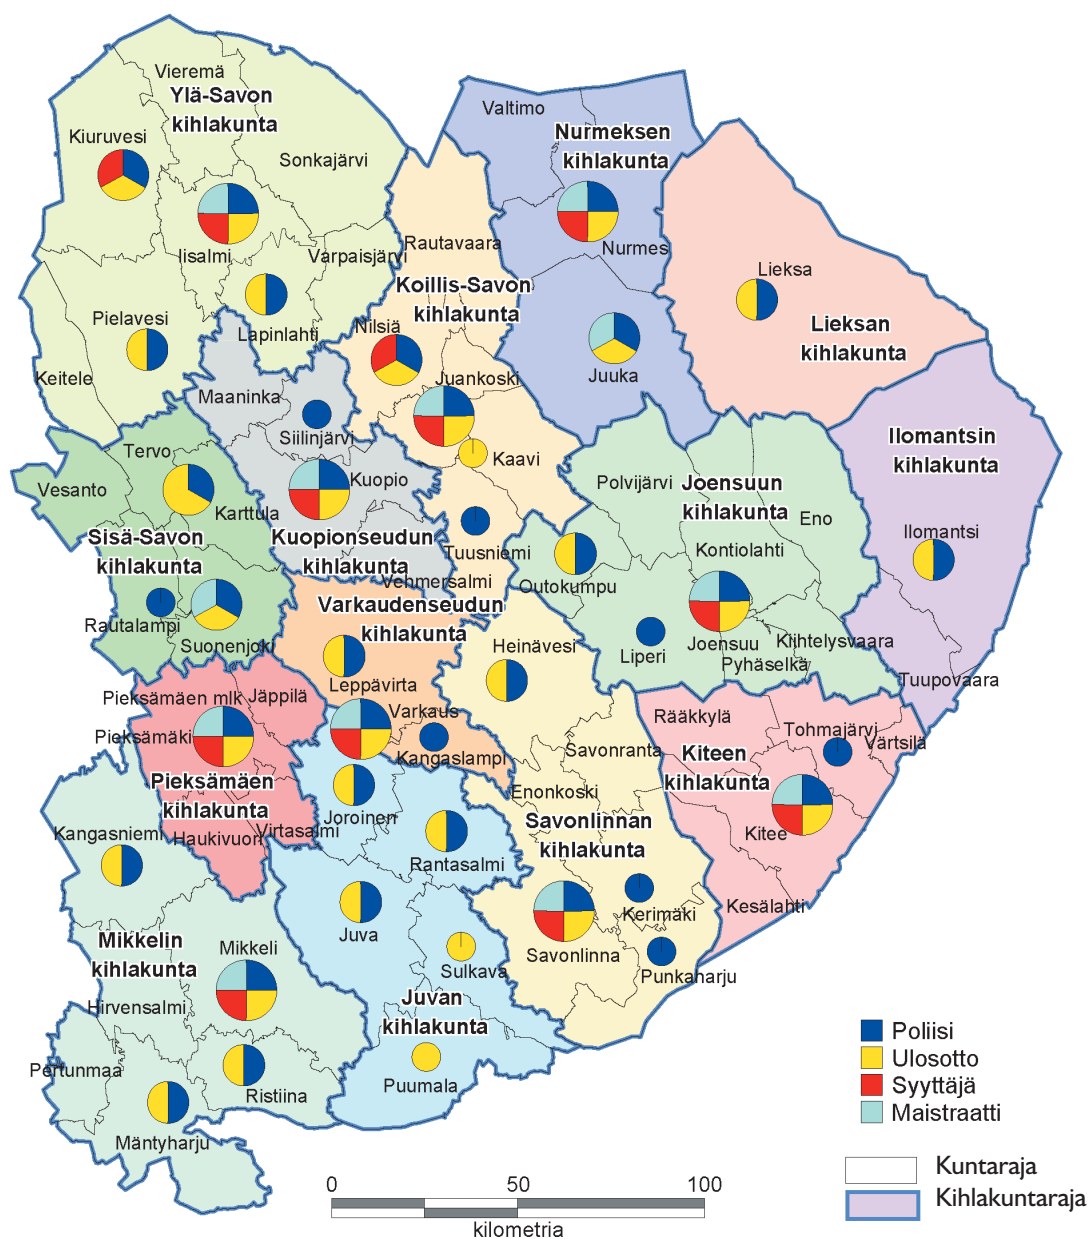 Vieremä
Ylä-Savon
kihlakunta
Kiuruvesi
Sonkajärvi
Iisalmi
Varpaisjärvi
Lapinlahti
Pielavesi
Keitele
Valtimo
Nurmeksen
kihlakunta
Nurmes
Juuka
Lieksa
Lieksan
kihlakunta
Rautavaara
Koillis-Savon
kihlakunta
Nilsiä
Juankoski
Kaavi
Tuusniemi
Maaninka
Siilinjärvi
Kuopio
Kuopionseudun
kihlakunta
Vehmersalmi
Tervo
Vesanto
Karttula
Sisä-Savon
kihlakunta
Rautalampi
Suonenjoki
Ilomantsin
kihlakunta
Ilomantsi
Tuupovaara
Polvijärvi
Joensuun
kihlakunta
Eno
Kontiolahti
Outokumpu
Liperi
Joensuu
Kiihtelysvaara
Pyhäselkä
Varkaudenseudun
kihlakunta
Leppävirta
Varkaus
Kangaslampi
Heinävesi
Savonranta
Enonkoski
Savonlinnan
kihlakunta
Kerimäki
Savonlinna
Punkaharju
Rääkkylä
Tohmajärvi
Värtsilä
Kiteen
kihlakunta
Kitee
Kesälahti
Pieksämäen mlk
Jäppilä
Pieksämäki
Pieksämäen
kihlakunta
Haukivuori
Virtasalmi
Joroinen
Rantasalmi
Juva
Sulkava
Juvan
kihlakunta
Puumala
Kangasniemi
Mikkelin
kihlakunta
Mikkeli
Hirvensalmi
Pertunmaa
Ristiina
Mäntyharju
Poliisi
Ulosotto
Syyttäjä
Maistraatti
Kuntaraja
Kihlakuntaraja
0 50 100
kilometria